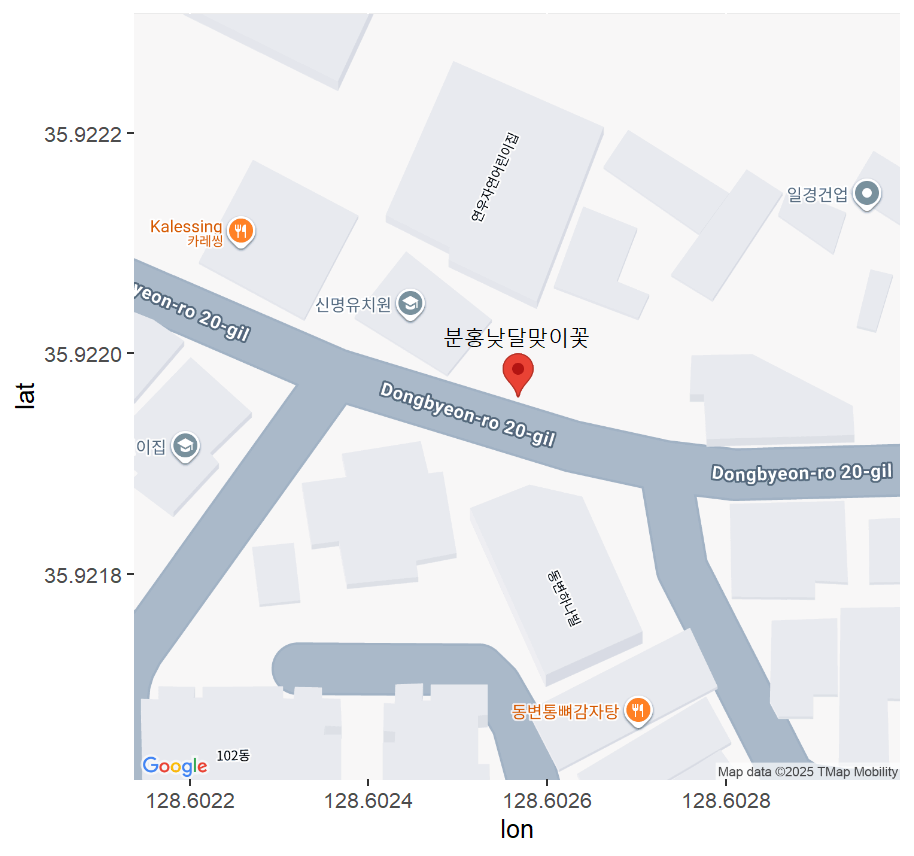 35.9222
연우자연어린이집
일경건업
Kalessing
카레씽
yeon-ro 20-gil
신명유치원
분홍낮달맞이꽃
35.9220
lat
Dongbyeon-ro 20-gil
이집
Dongbyeon-ro 20-gil
35.9218
동변하나빌
동변통뼈감자탕
102동
Google
Map data ©2025 TMap Mobility
128.6022
128.6024
128.6026
128.6028
lon